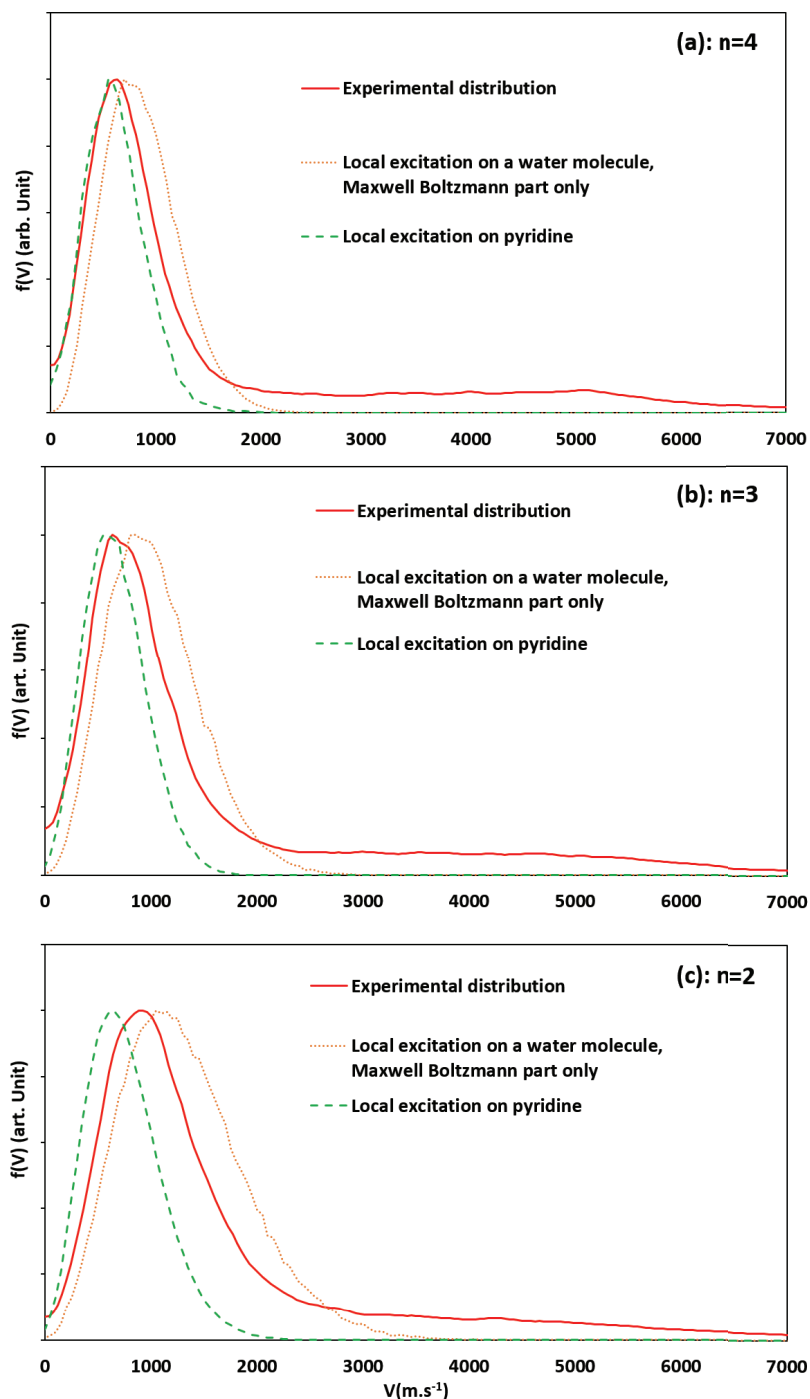 (a): n=4
Experimental distribution
Local excitation on a water molecule,
Maxwell Boltzmann part only
Local excitation on pyridine
f(V) (arb. Unit)
0 1000 2000 3000 4000 5000 6000 7000
(b): n=3
Experimental distribution
Local excitation on a water molecule,
Maxwell Boltzmann part only
Local excitation on pyridine
f(V) (art. Unit)
0 1000 2000 3000 4000 5000 6000 7000
(c): n=2
Experimental distribution
Local excitation on a water molecule,
Maxwell Boltzmann part only
Local excitation on pyridine
f(V) (art. Unit)
0 1000 2000 3000 4000 5000 6000 7000
V(m.s⁻¹)